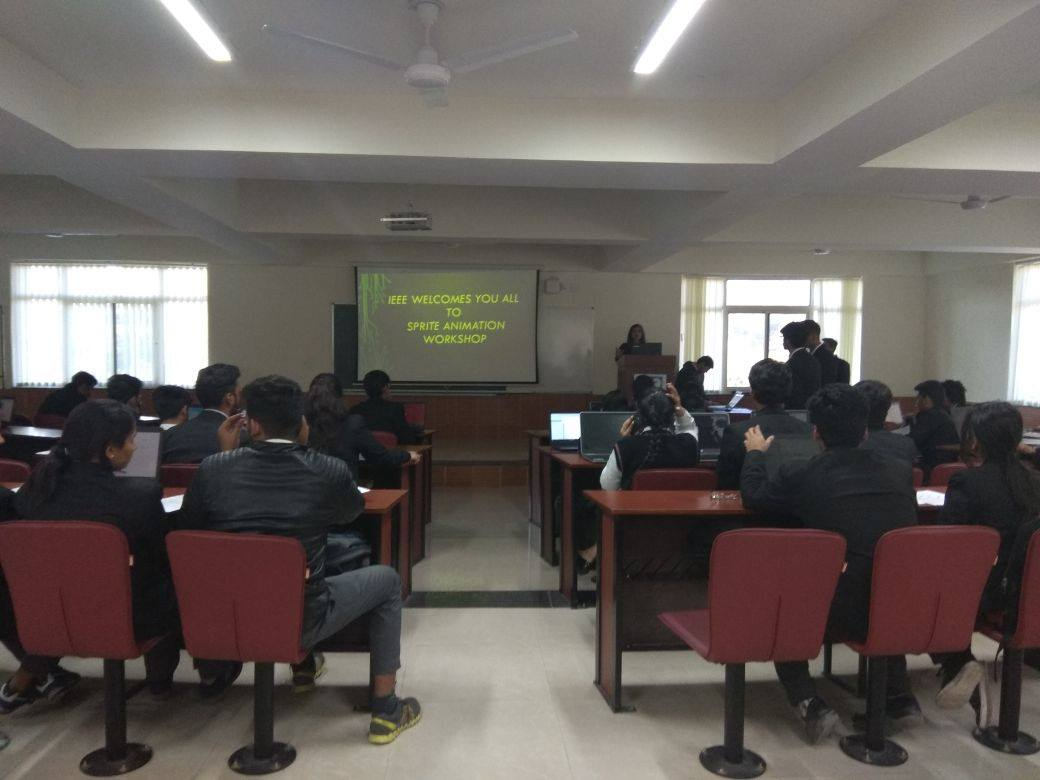 IEEE WELCOMES YOU ALL
TO
SPRITE ANIMATION
WORKSHOP